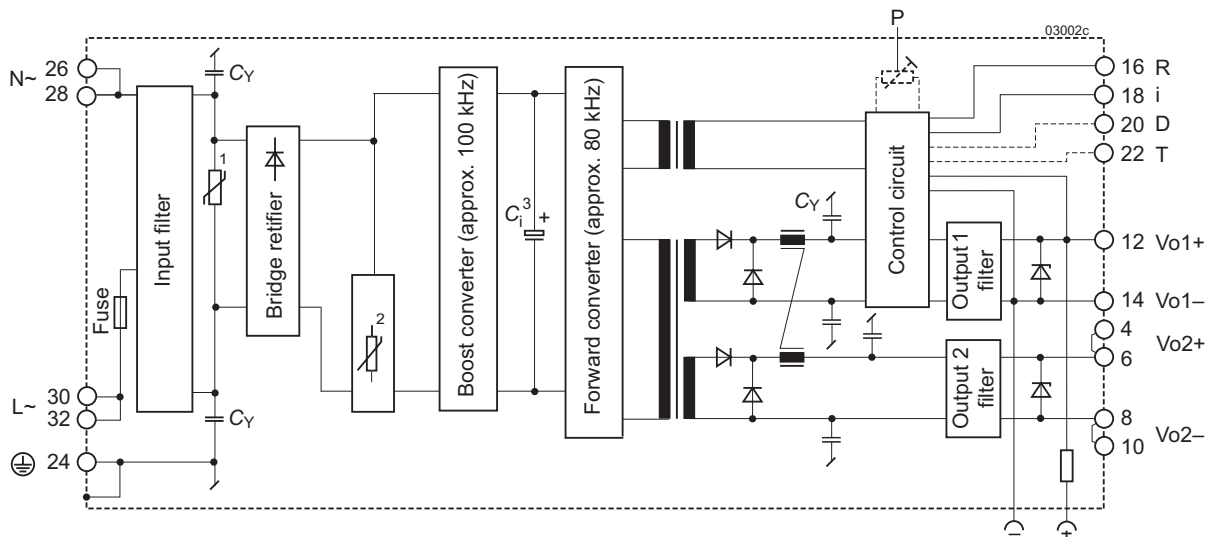 P
03002c
N~
26
28
CY
1
Input filter
Fuse
L~
30
32
CY
24
Bridge retifier
2
Boost converter (approx. 100 kHz)
Ci3
+
Forward converter (approx. 80 kHz)
CY
Control circuit
Output 1
filter
Output 2
filter
16 R
18 i
20 D
22 T
12 Vo1+
14 Vo1–
4
Vo2+
6
8
Vo2–
10
–
+